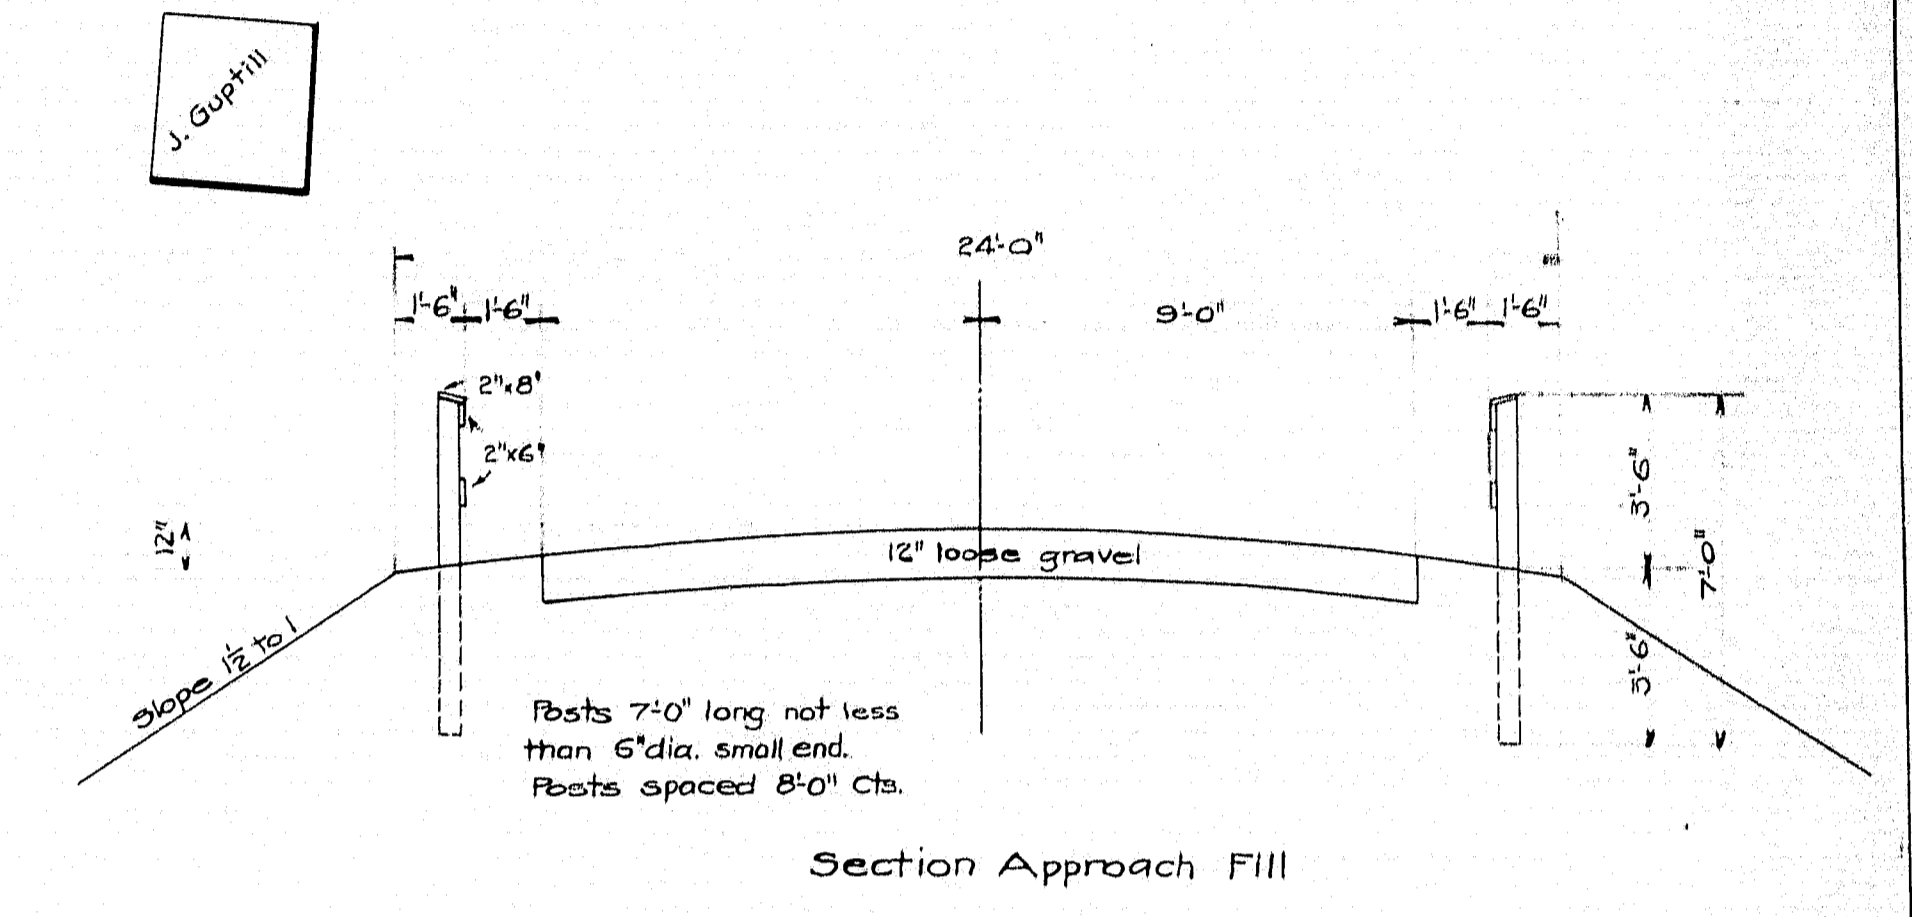 J. Guptill
24'-0"
1'-6" 1'-6" 9'-0" 1'-6" 1'-6"
2"x8"
2"x6"
3'-6"
12"
12" loose gravel
7'-0"
Slope 1½ to 1
3'-6"
Posts 7'-0" long not less
than 6" dia. small end.
Posts spaced 8'-0" Cts.
Section Approach Fill